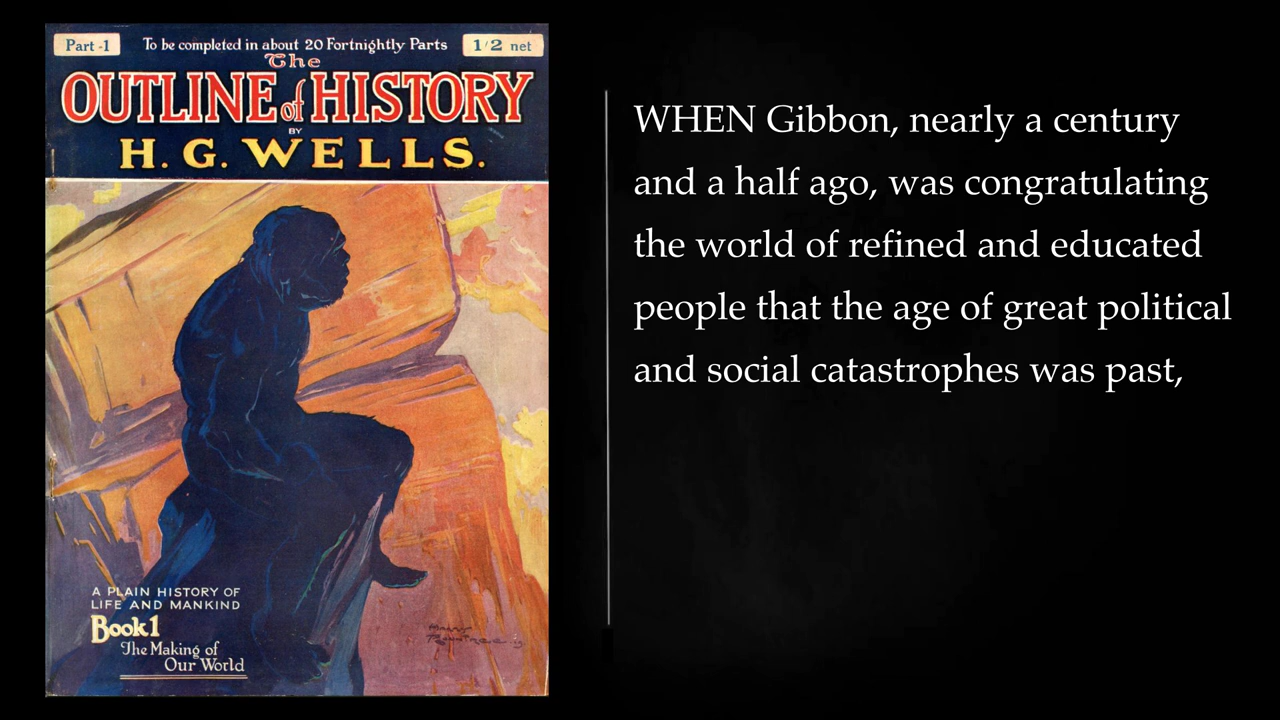 Part -1
To be completed in about 20 Fortnightly Parts
1/2 net
The
OUTLINE of HISTORY
BY
H. G. WELLS.
A PLAIN HISTORY OF
LIFE AND MANKIND
Book 1
The Making of
Our World
WHEN Gibbon, nearly a century
and a half ago, was congratulating
the world of refined and educated
people that the age of great political
and social catastrophes was past,